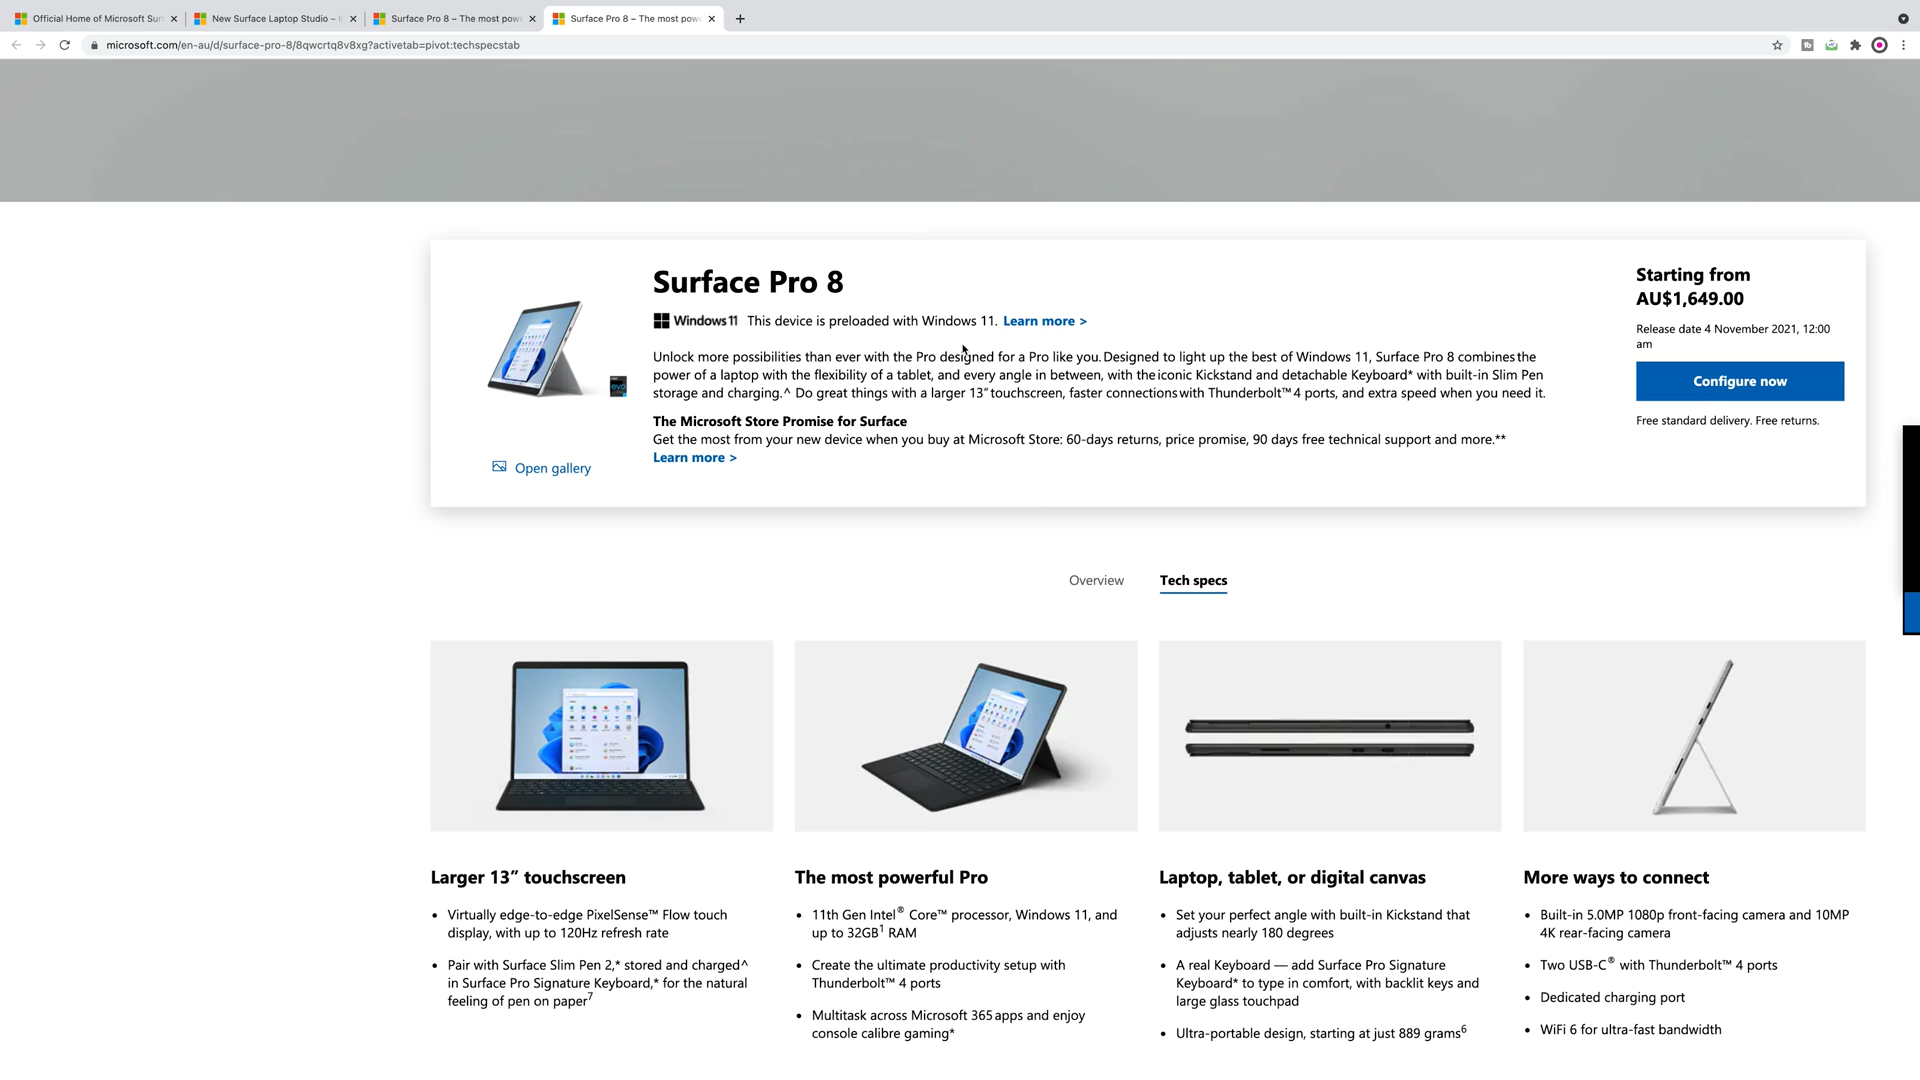 Official Home of Microsoft Sur
New Surface Laptop Studio –
Surface Pro 8 – The most pow
Surface Pro 8 – The most pow
microsoft.com/en-au/d/surface-pro-8/8qwcrtq8v8xg?activetab=pivot:techspecstab
Surface Pro 8
Windows 11 This device is preloaded with Windows 11. Learn more >
Unlock more possibilities than ever with the Pro designed for a Pro like you. Designed to light up the best of Windows 11, Surface Pro 8 combines the
power of a laptop with the flexibility of a tablet, and every angle in between, with the iconic Kickstand and detachable Keyboard* with built-in Slim Pen
storage and charging.^ Do great things with a larger 13" touchscreen, faster connections with Thunderbolt™ 4 ports, and extra speed when you need it.
The Microsoft Store Promise for Surface
Get the most from your new device when you buy at Microsoft Store: 60-days returns, price promise, 90 days free technical support and more.**
Learn more >
evo
Open gallery
Starting from
AU$1,649.00
Release date 4 November 2021, 12:00
am
Configure now
Free standard delivery. Free returns.
Overview
Tech specs
Larger 13” touchscreen
• Virtually edge-to-edge PixelSense™ Flow touch
display, with up to 120Hz refresh rate
• Pair with Surface Slim Pen 2,* stored and charged^
in Surface Pro Signature Keyboard,* for the natural
feeling of pen on paper⁷
The most powerful Pro
• 11th Gen Intel® Core™ processor, Windows 11, and
up to 32GB¹ RAM
• Create the ultimate productivity setup with
Thunderbolt™ 4 ports
• Multitask across Microsoft 365 apps and enjoy
console calibre gaming*
Laptop, tablet, or digital canvas
• Set your perfect angle with built-in Kickstand that
adjusts nearly 180 degrees
• A real Keyboard — add Surface Pro Signature
Keyboard* to type in comfort, with backlit keys and
large glass touchpad
• Ultra-portable design, starting at just 889 grams⁶
More ways to connect
• Built-in 5.0MP 1080p front-facing camera and 10MP
4K rear-facing camera
• Two USB-C® with Thunderbolt™ 4 ports
• Dedicated charging port
• WiFi 6 for ultra-fast bandwidth